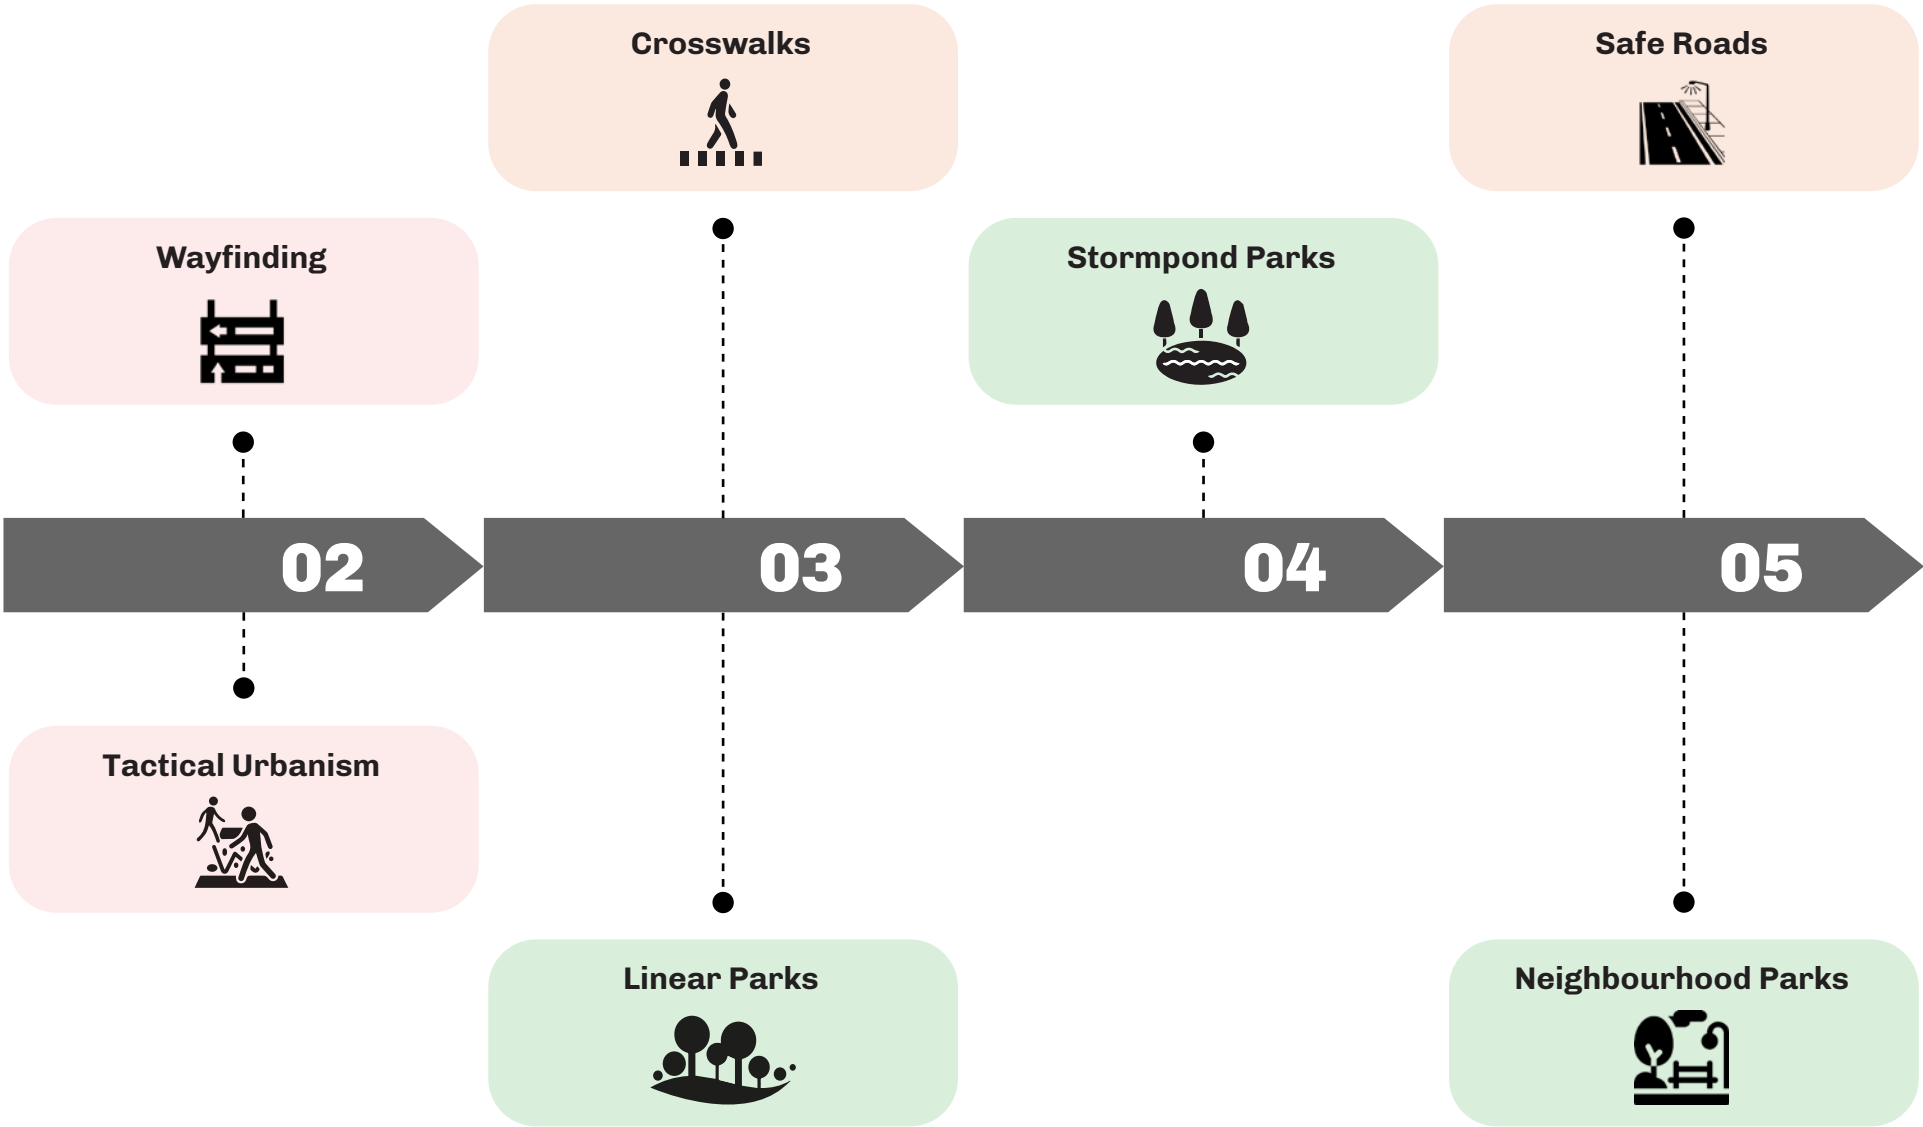 Crosswalks
Safe Roads
Wayfinding
Stormpond Parks
02
03
04
05
Tactical Urbanism
Linear Parks
Neighbourhood Parks